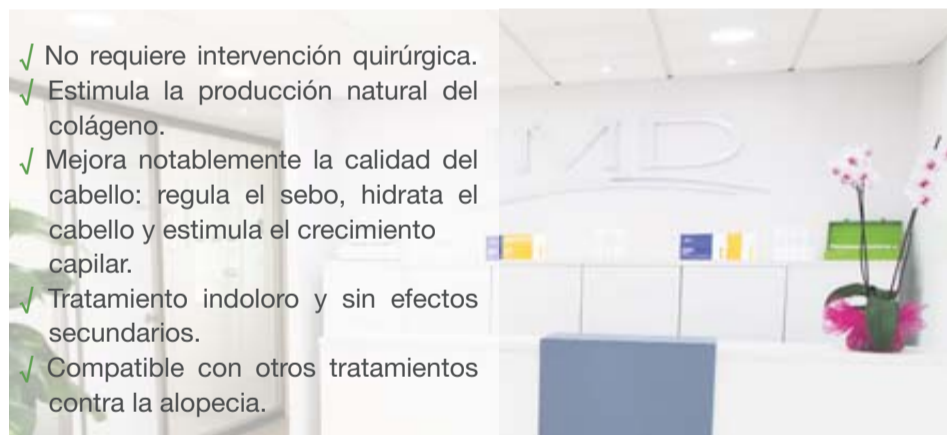 √ No requiere intervención quirúrgica.
√ Estimula la producción natural del
colágeno.
√ Mejora notablemente la calidad del
cabello: regula el sebo, hidrata el
cabello y estimula el crecimiento
capilar.
√ Tratamiento indoloro y sin efectos
secundarios.
√ Compatible con otros tratamientos
contra la alopecia.
MD